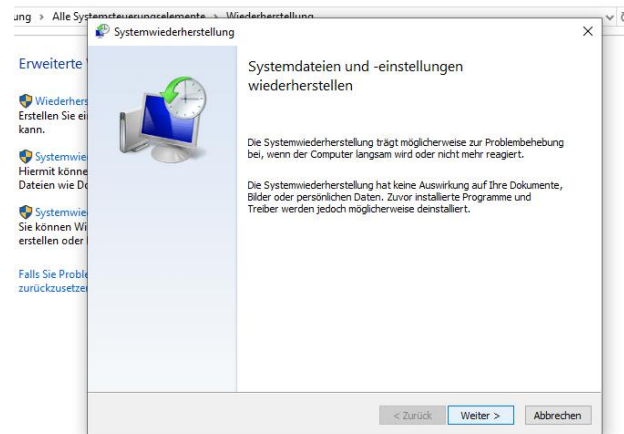 ung > Alle Systemsteuerungselemente > Wiederherstellung
Systemwiederherstellung
Erweiterte
Wiederhers
Erstellen Sie ei
kann.
Systemwie
Hiermit könne
Dateien wie Do
Systemwie
Sie können Wi
erstellen oder
Falls Sie Proble
zurückzusetze
Systemdateien und -einstellungen
wiederherstellen
Die Systemwiederherstellung trägt möglicherweise zur Problembehebung
bei, wenn der Computer langsam wird oder nicht mehr reagiert.
Die Systemwiederherstellung hat keine Auswirkung auf Ihre Dokumente,
Bilder oder persönlichen Daten. Zuvor installierte Programme und
Treiber werden jedoch möglicherweise deinstalliert.
< Zurück Weiter > Abbrechen